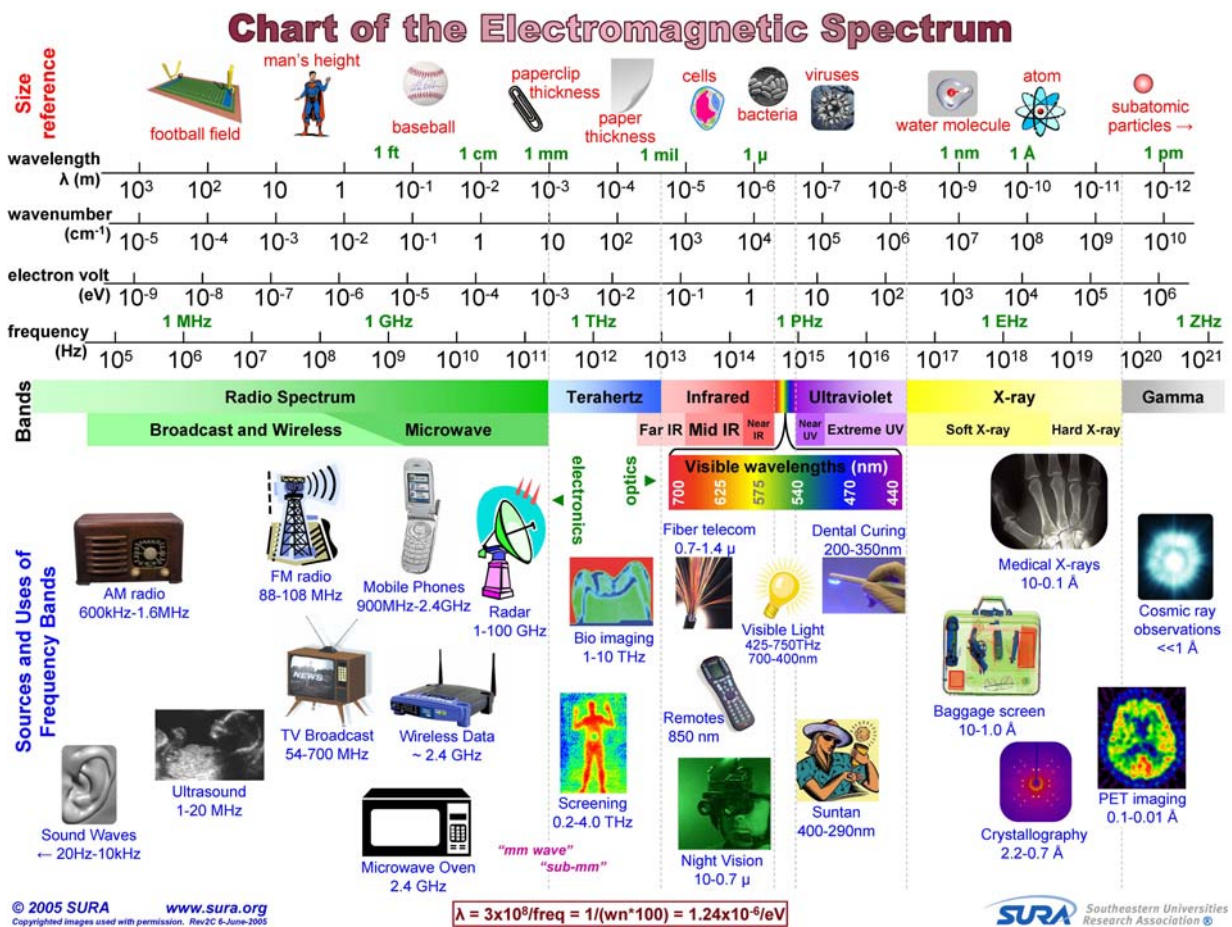 Chart of the Electromagnetic Spectrum
Size
reference
football field
man's height
baseball
paperclip
thickness
paper
thickness
cells
bacteria
viruses
water molecule
atom
subatomic
particles →
1 ft 1 cm 1 mm 1 mil 1 µ 1 nm 1 Å 1 pm
wavelength
λ (m)
10³ 10² 10 1 10⁻¹ 10⁻² 10⁻³ 10⁻⁴ 10⁻⁵ 10⁻⁶ 10⁻⁷ 10⁻⁸ 10⁻⁹ 10⁻¹⁰ 10⁻¹¹ 10⁻¹²
wavenumber
(cm⁻¹)
10⁻⁵ 10⁻⁴ 10⁻³ 10⁻² 10⁻¹ 1 10 10² 10³ 10⁴ 10⁵ 10⁶ 10⁷ 10⁸ 10⁹ 10¹⁰
electron volt
(eV)
10⁻⁹ 10⁻⁸ 10⁻⁷ 10⁻⁶ 10⁻⁵ 10⁻⁴ 10⁻³ 10⁻² 10⁻¹ 1 10 10² 10³ 10⁴ 10⁵ 10⁶
1 MHz 1 GHz 1 THz 1 PHz 1 EHz 1 ZHz
frequency
(Hz)
10⁵ 10⁶ 10⁷ 10⁸ 10⁹ 10¹⁰ 10¹¹ 10¹² 10¹³ 10¹⁴ 10¹⁵ 10¹⁶ 10¹⁷ 10¹⁸ 10¹⁹ 10²⁰ 10²¹
Bands
Radio Spectrum Terahertz Infrared Ultraviolet X-ray Gamma
Broadcast and Wireless Microwave Far IR Mid IR Near
IR Near
UV Extreme UV Soft X-ray Hard X-ray
electronics
optics
Visible wavelengths (nm)
700 625 575 540 470 440
Sources and Uses of
Frequency Bands
AM radio
600kHz-1.6MHz
FM radio
88-108 MHz
Mobile Phones
900MHz-2.4GHz
Radar
1-100 GHz
Bio imaging
1-10 THz
Fiber telecom
0.7-1.4 µ
Visible Light
425-750THz
700-400nm
Dental Curing
200-350nm
Medical X-rays
10-0.1 Å
Cosmic ray
observations
<<1 Å
Sound Waves
← 20Hz-10kHz
Ultrasound
1-20 MHz
NEWS
TV Broadcast
54-700 MHz
Wireless Data
~ 2.4 GHz
Microwave Oven
2.4 GHz
Screening
0.2-4.0 THz
"mm wave"
"sub-mm"
Remotes
850 nm
Night Vision
10-0.7 µ
Suntan
400-290nm
Baggage screen
10-1.0 Å
Crystallography
2.2-0.7 Å
PET imaging
0.1-0.01 Å
© 2005 SURA www.sura.org
Copyrighted images used with permission. Rev2C 6-June-2005
λ = 3x10⁸/freq = 1/(wn*100) = 1.24x10⁻⁶/eV
SURA
Southeastern Universities
Research Association ®